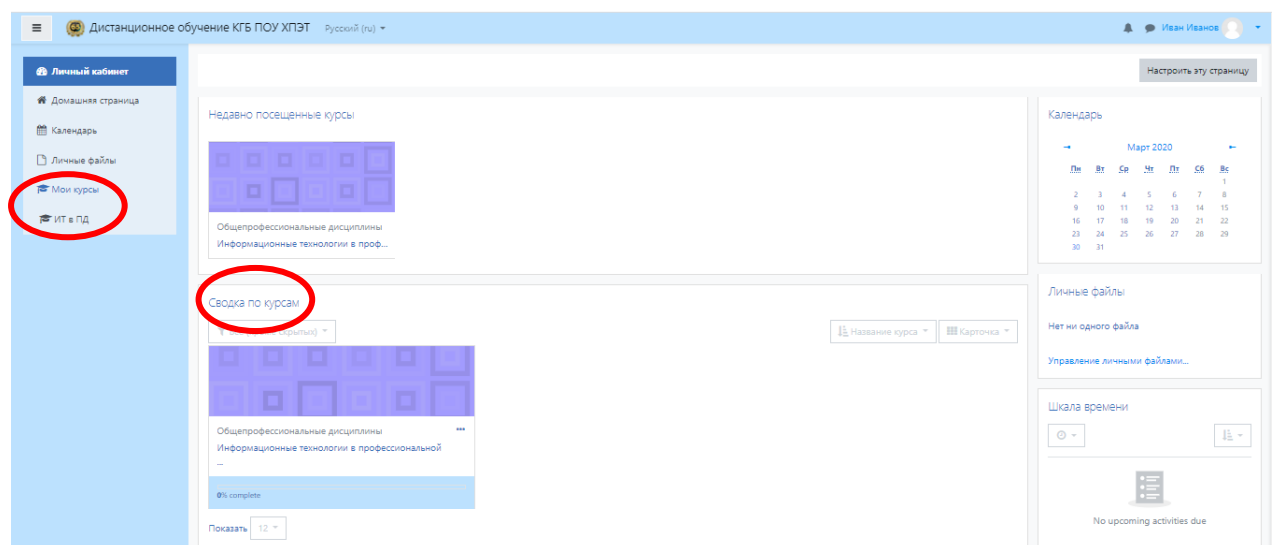 Дистанционное обучение КГБ ПОУ ХПЭТ Русский (ru)
Иван Иванов
Личный кабинет
Домашняя страница
Календарь
Личные файлы
Мои курсы
ИТ в ПД
Настроить эту страницу
Недавно посещенные курсы
Общепрофессиональные дисциплины
Информационные технологии в проф...
Сводка по курсам
Название курса
Карточка
Общепрофессиональные дисциплины
Информационные технологии в профессиональной
...
0% complete
Показать 12
Календарь
Март 2020
Пн Вт Ср Чт Пт Сб Вс
1
2 3 4 5 6 7 8
9 10 11 12 13 14 15
16 17 18 19 20 21 22
23 24 25 26 27 28 29
30 31
Личные файлы
Нет ни одного файла
Управление личными файлами...
Шкала времени
No upcoming activities due